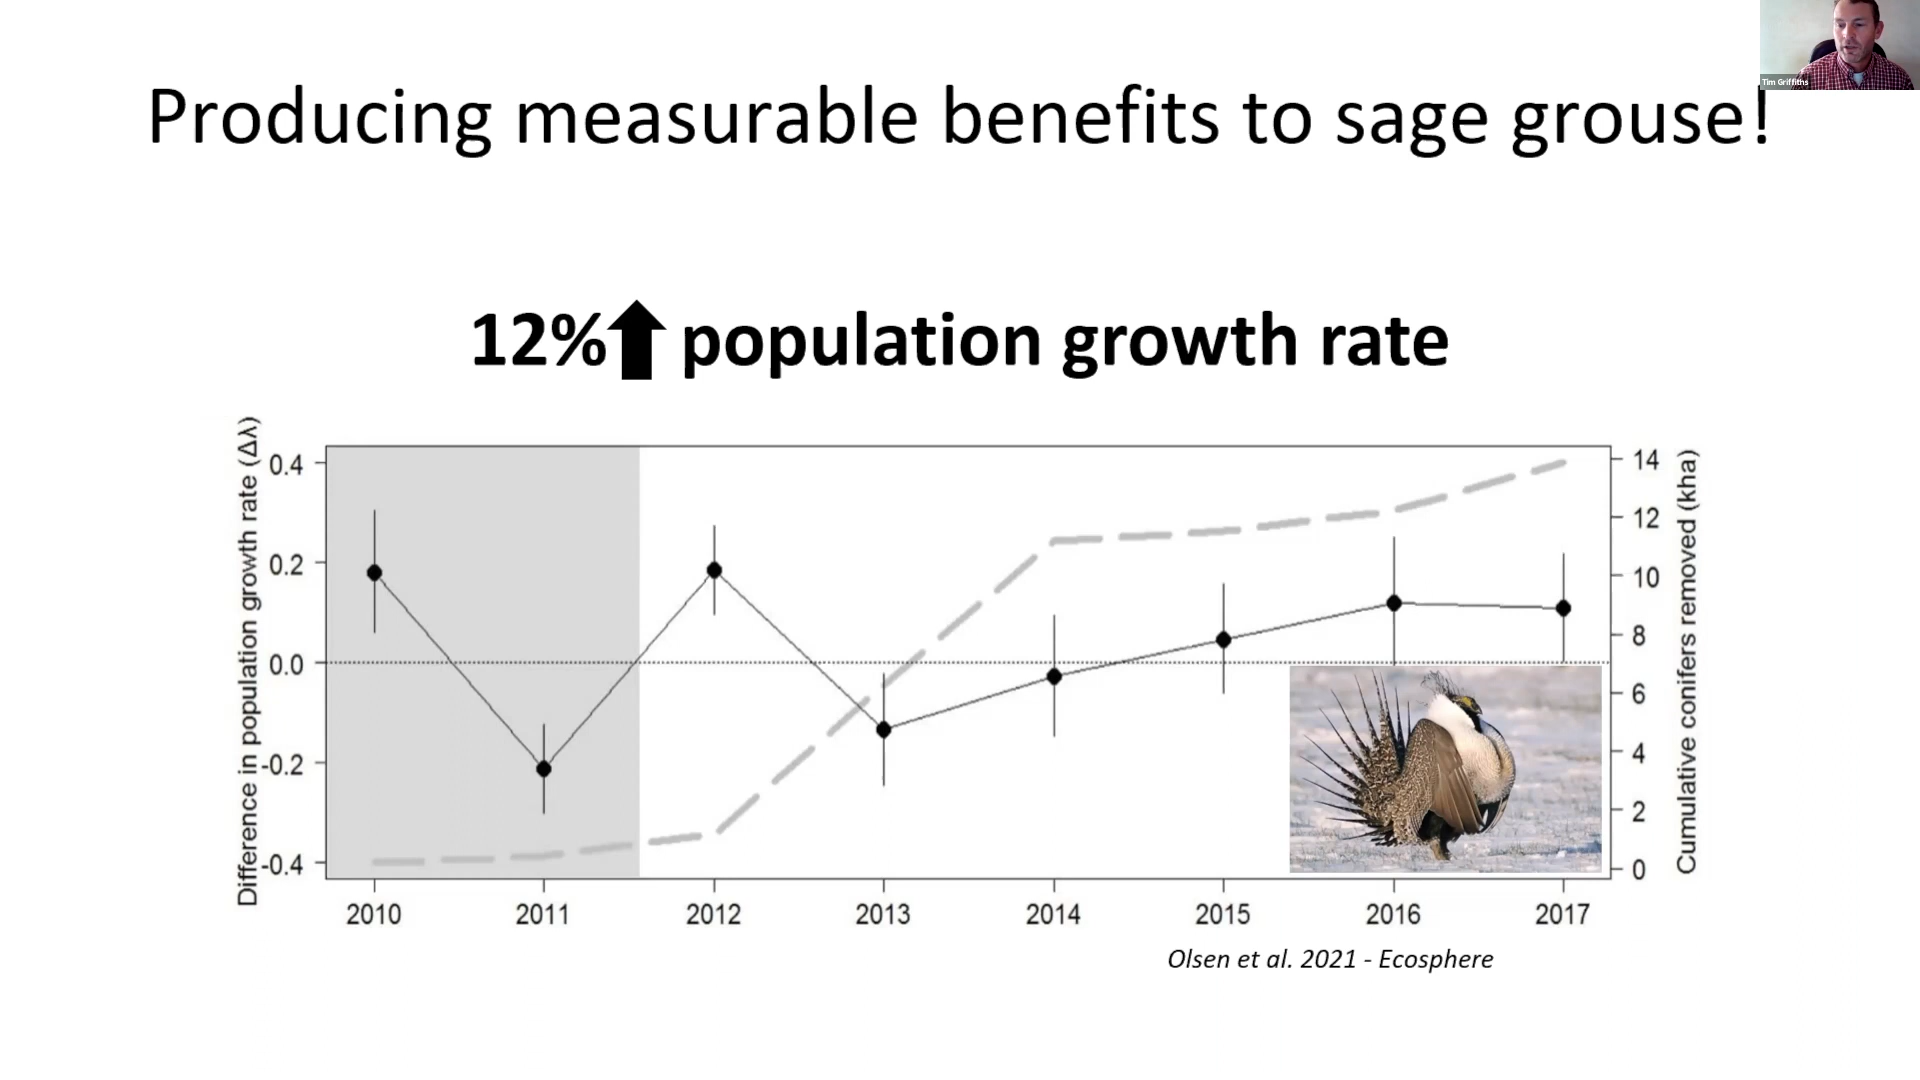 Tim Griffiths
Producing measurable benefits to sage grouse!
12% population growth rate
Difference in population growth rate (Δλ)
0.4
0.2
0.0
-0.2
-0.4
14
12
10
8
6
4
2
0
Cumulative conifers removed (kha)
2010 2011 2012 2013 2014 2015 2016 2017
Olsen et al. 2021 - Ecosphere